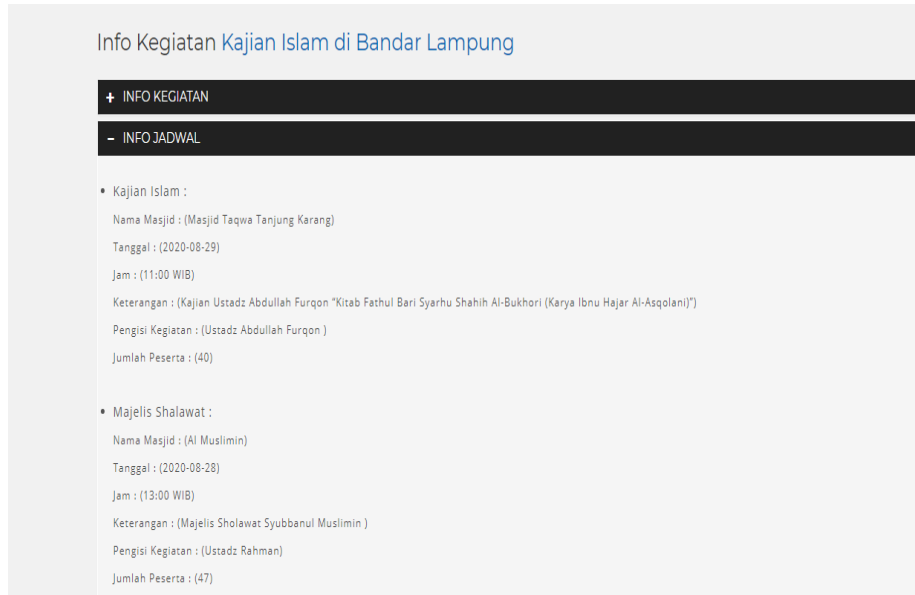 Info Kegiatan Kajian Islam di Bandar Lampung
+ INFO KEGIATAN
– INFO JADWAL
• Kajian Islam :
Nama Masjid : (Masjid Taqwa Tanjung Karang)
Tanggal : (2020-08-29)
Jam : (11:00 WIB)
Keterangan : (Kajian Ustadz Abdullah Furqon “Kitab Fathul Bari Syarhu Shahih Al-Bukhori (Karya Ibnu Hajar Al-Asqolani)”)
Pengisi Kegiatan : (Ustadz Abdullah Furqon )
Jumlah Peserta : (40)
• Majelis Shalawat :
Nama Masjid : (Al Muslimin)
Tanggal : (2020-08-28)
Jam : (13:00 WIB)
Keterangan : (Majelis Sholawat Syubbanul Muslimin )
Pengisi Kegiatan : (Ustadz Rahman)
Jumlah Peserta : (47)